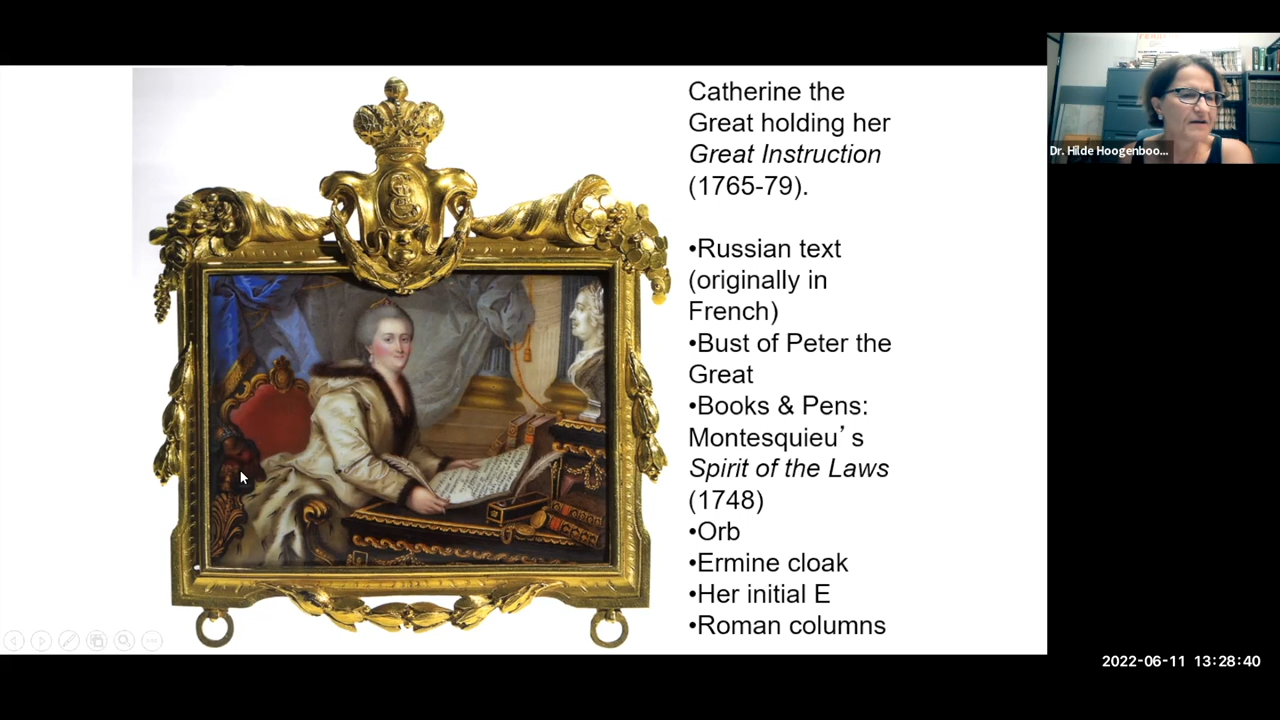 Catherine the
Great holding her
Great Instruction
(1765-79).
•Russian text
(originally in
French)
•Bust of Peter the
Great
•Books & Pens:
Montesquieu’s
Spirit of the Laws
(1748)
•Orb
•Ermine cloak
•Her initial E
•Roman columns
Dr. Hilde Hoogenboo...
2022-06-11 13:28:40